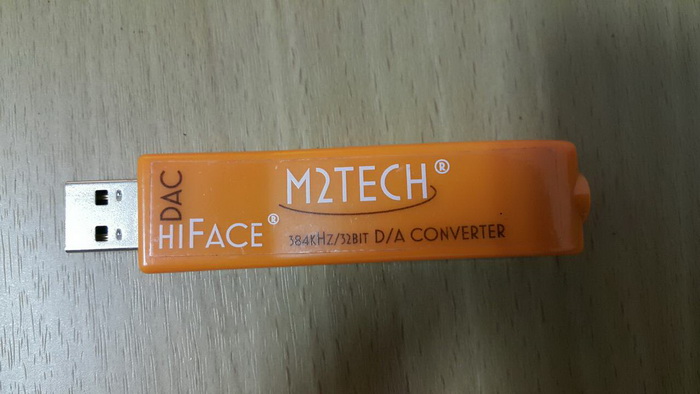 M2TECH®
DAC
HIFACE®
384KHZ/32BIT D/A CONVERTER